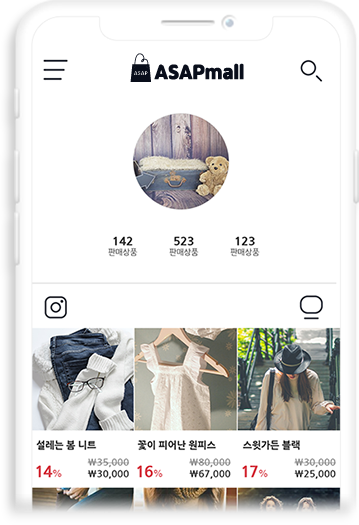 ASAP
ASAPmall
142 523 123
판매상품 판매상품 판매상품
설레는 봄 니트 꽃이 피어난 원피스 스윗가든 블랙
₩35,000 ₩80,000 ₩30,000
14% ₩30,000 16% ₩67,000 17% ₩25,000